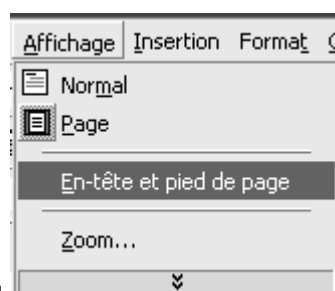 Affichage Insertion Format
Normal
Page
En-tête et pied de page
Zoom...